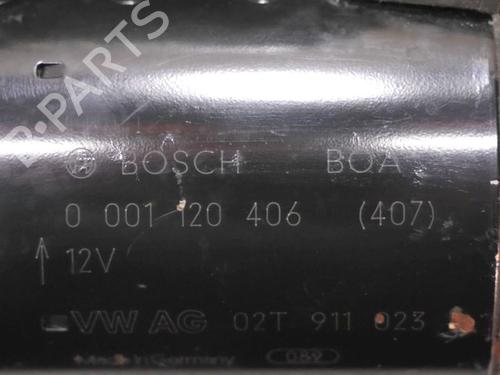 B-PARTS
BOSCH BOA
0 001 120 406 (407)
12V
VW AG 02T 911 023
Made in Germany 089